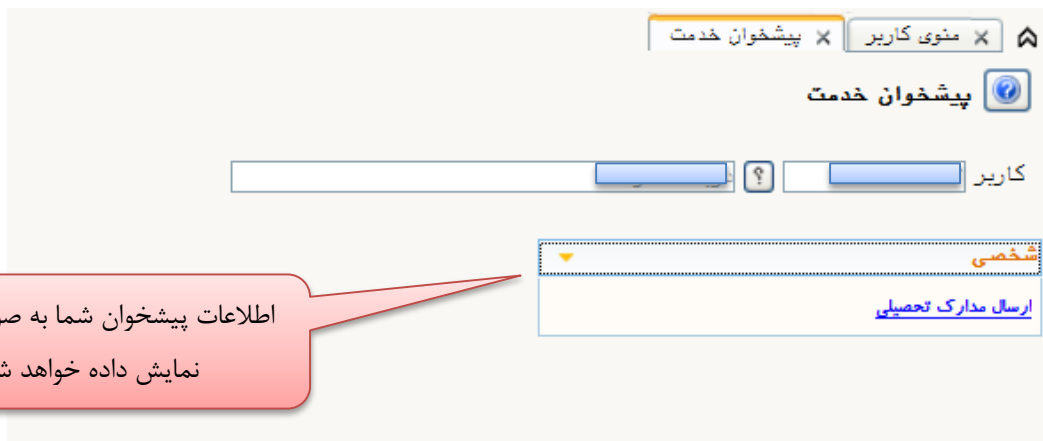 منوی کاربر
پیشخوان خدمت
پیشخوان خدمت
کاربر
شخصی
ارسال مدارک تحصیلی
اطلاعات پیشخوان شما به
نمایش داده خواهد